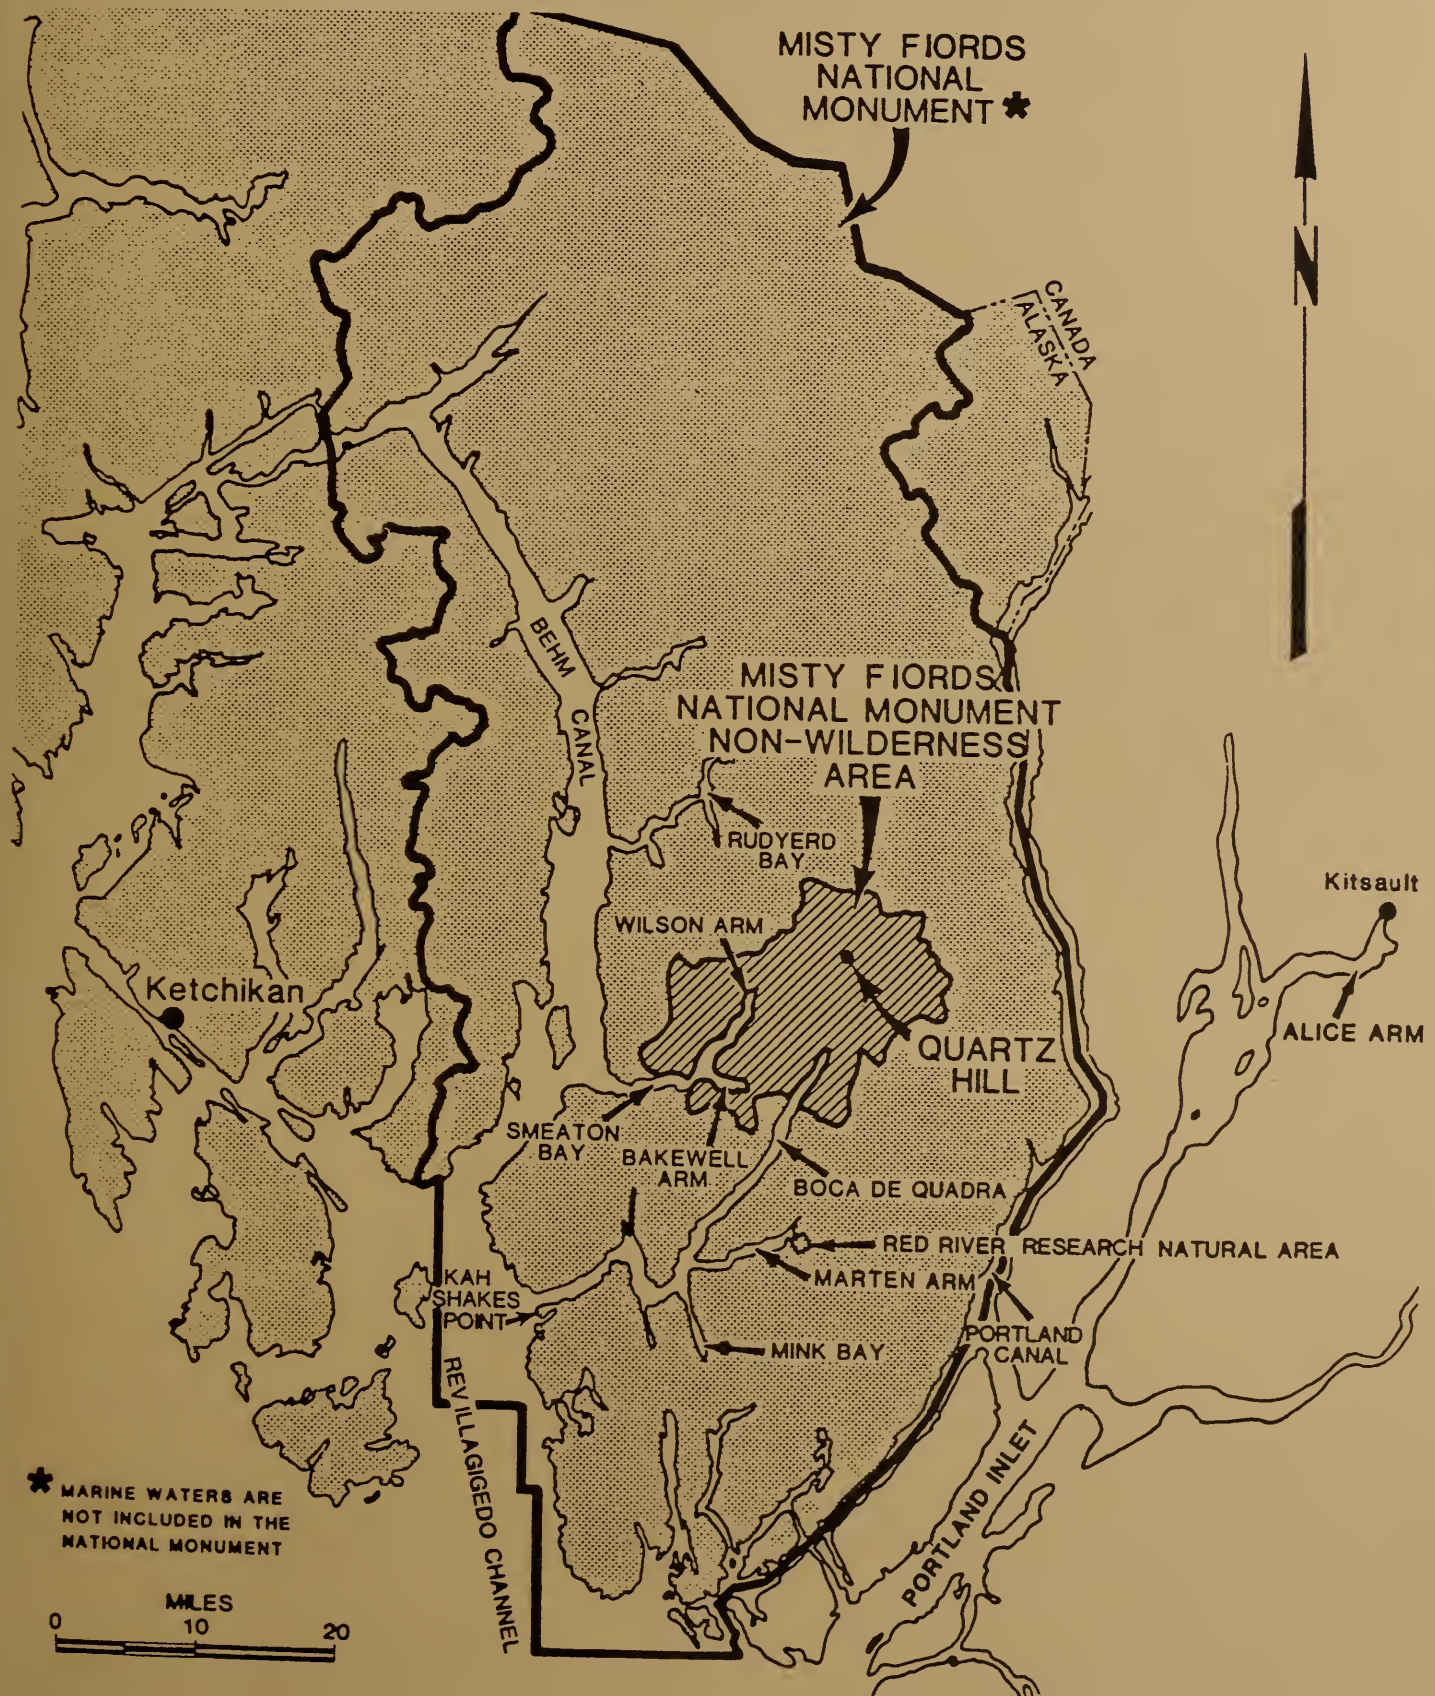 MISTY FIORDS
NATIONAL
MONUMENT *
N
CANADA
ALASKA
BEHM
CANAL
MISTY FIORDS
NATIONAL MONUMENT
NON-WILDERNESS
AREA
RUDYERD
BAY
Kitsault
WILSON ARM
Ketchikan
ALICE ARM
QUARTZ
HILL
SMEATON
BAY
BAKEWELL
ARM
BOCA DE QUADRA
RED RIVER RESEARCH NATURAL AREA
MARTEN ARM
KAH
SHAKES
POINT
PORTLAND
CANAL
MINK BAY
REVILLAGIGEDO CHANNEL
PORTLAND INLET
* MARINE WATERS ARE
NOT INCLUDED IN THE
NATIONAL MONUMENT
MILES
0 10 20